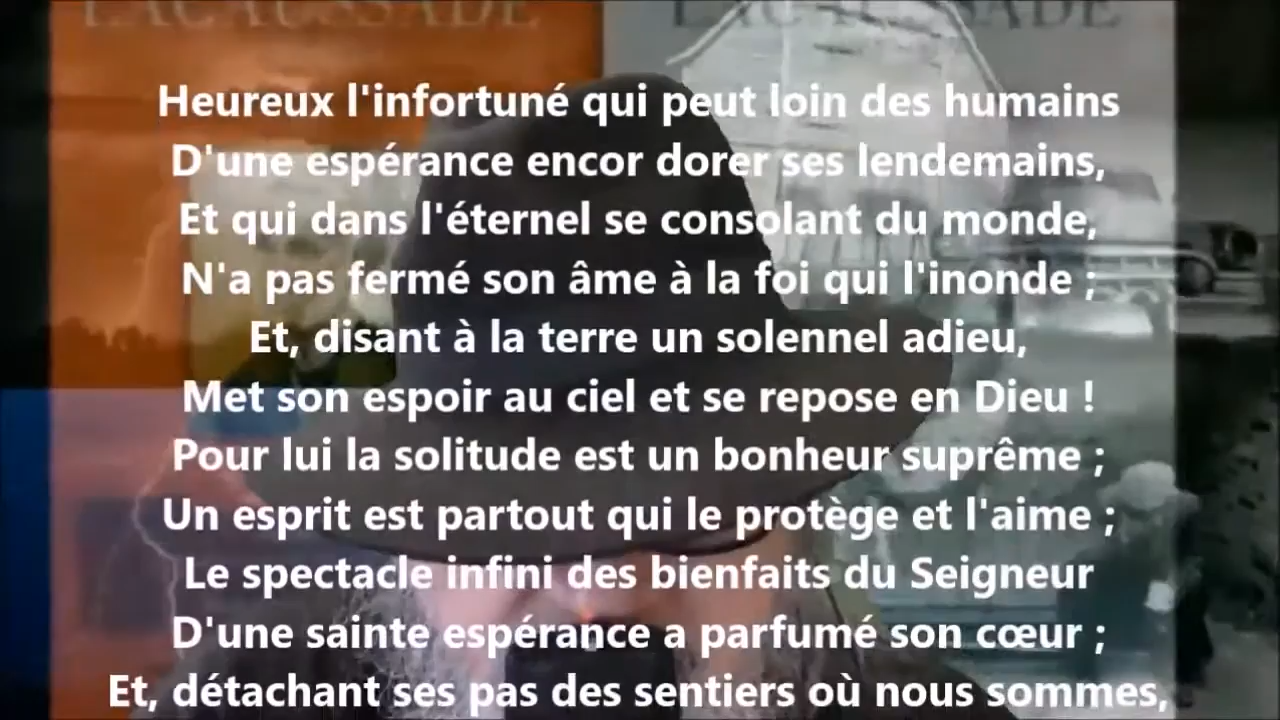 LACAUSSADE LACAUSSADE
Heureux l'infortuné qui peut loin des humains
D'une espérance encor dorer ses lendemains,
Et qui dans l'éternel se consolant du monde,
N'a pas fermé son âme à la foi qui l'inonde ;
Et, disant à la terre un solennel adieu,
Met son espoir au ciel et se repose en Dieu !
Pour lui la solitude est un bonheur suprême ;
Un esprit est partout qui le protège et l'aime ;
Le spectacle infini des bienfaits du Seigneur
D'une sainte espérance a parfumé son cœur ;
Et, détachant ses pas des sentiers où nous sommes,